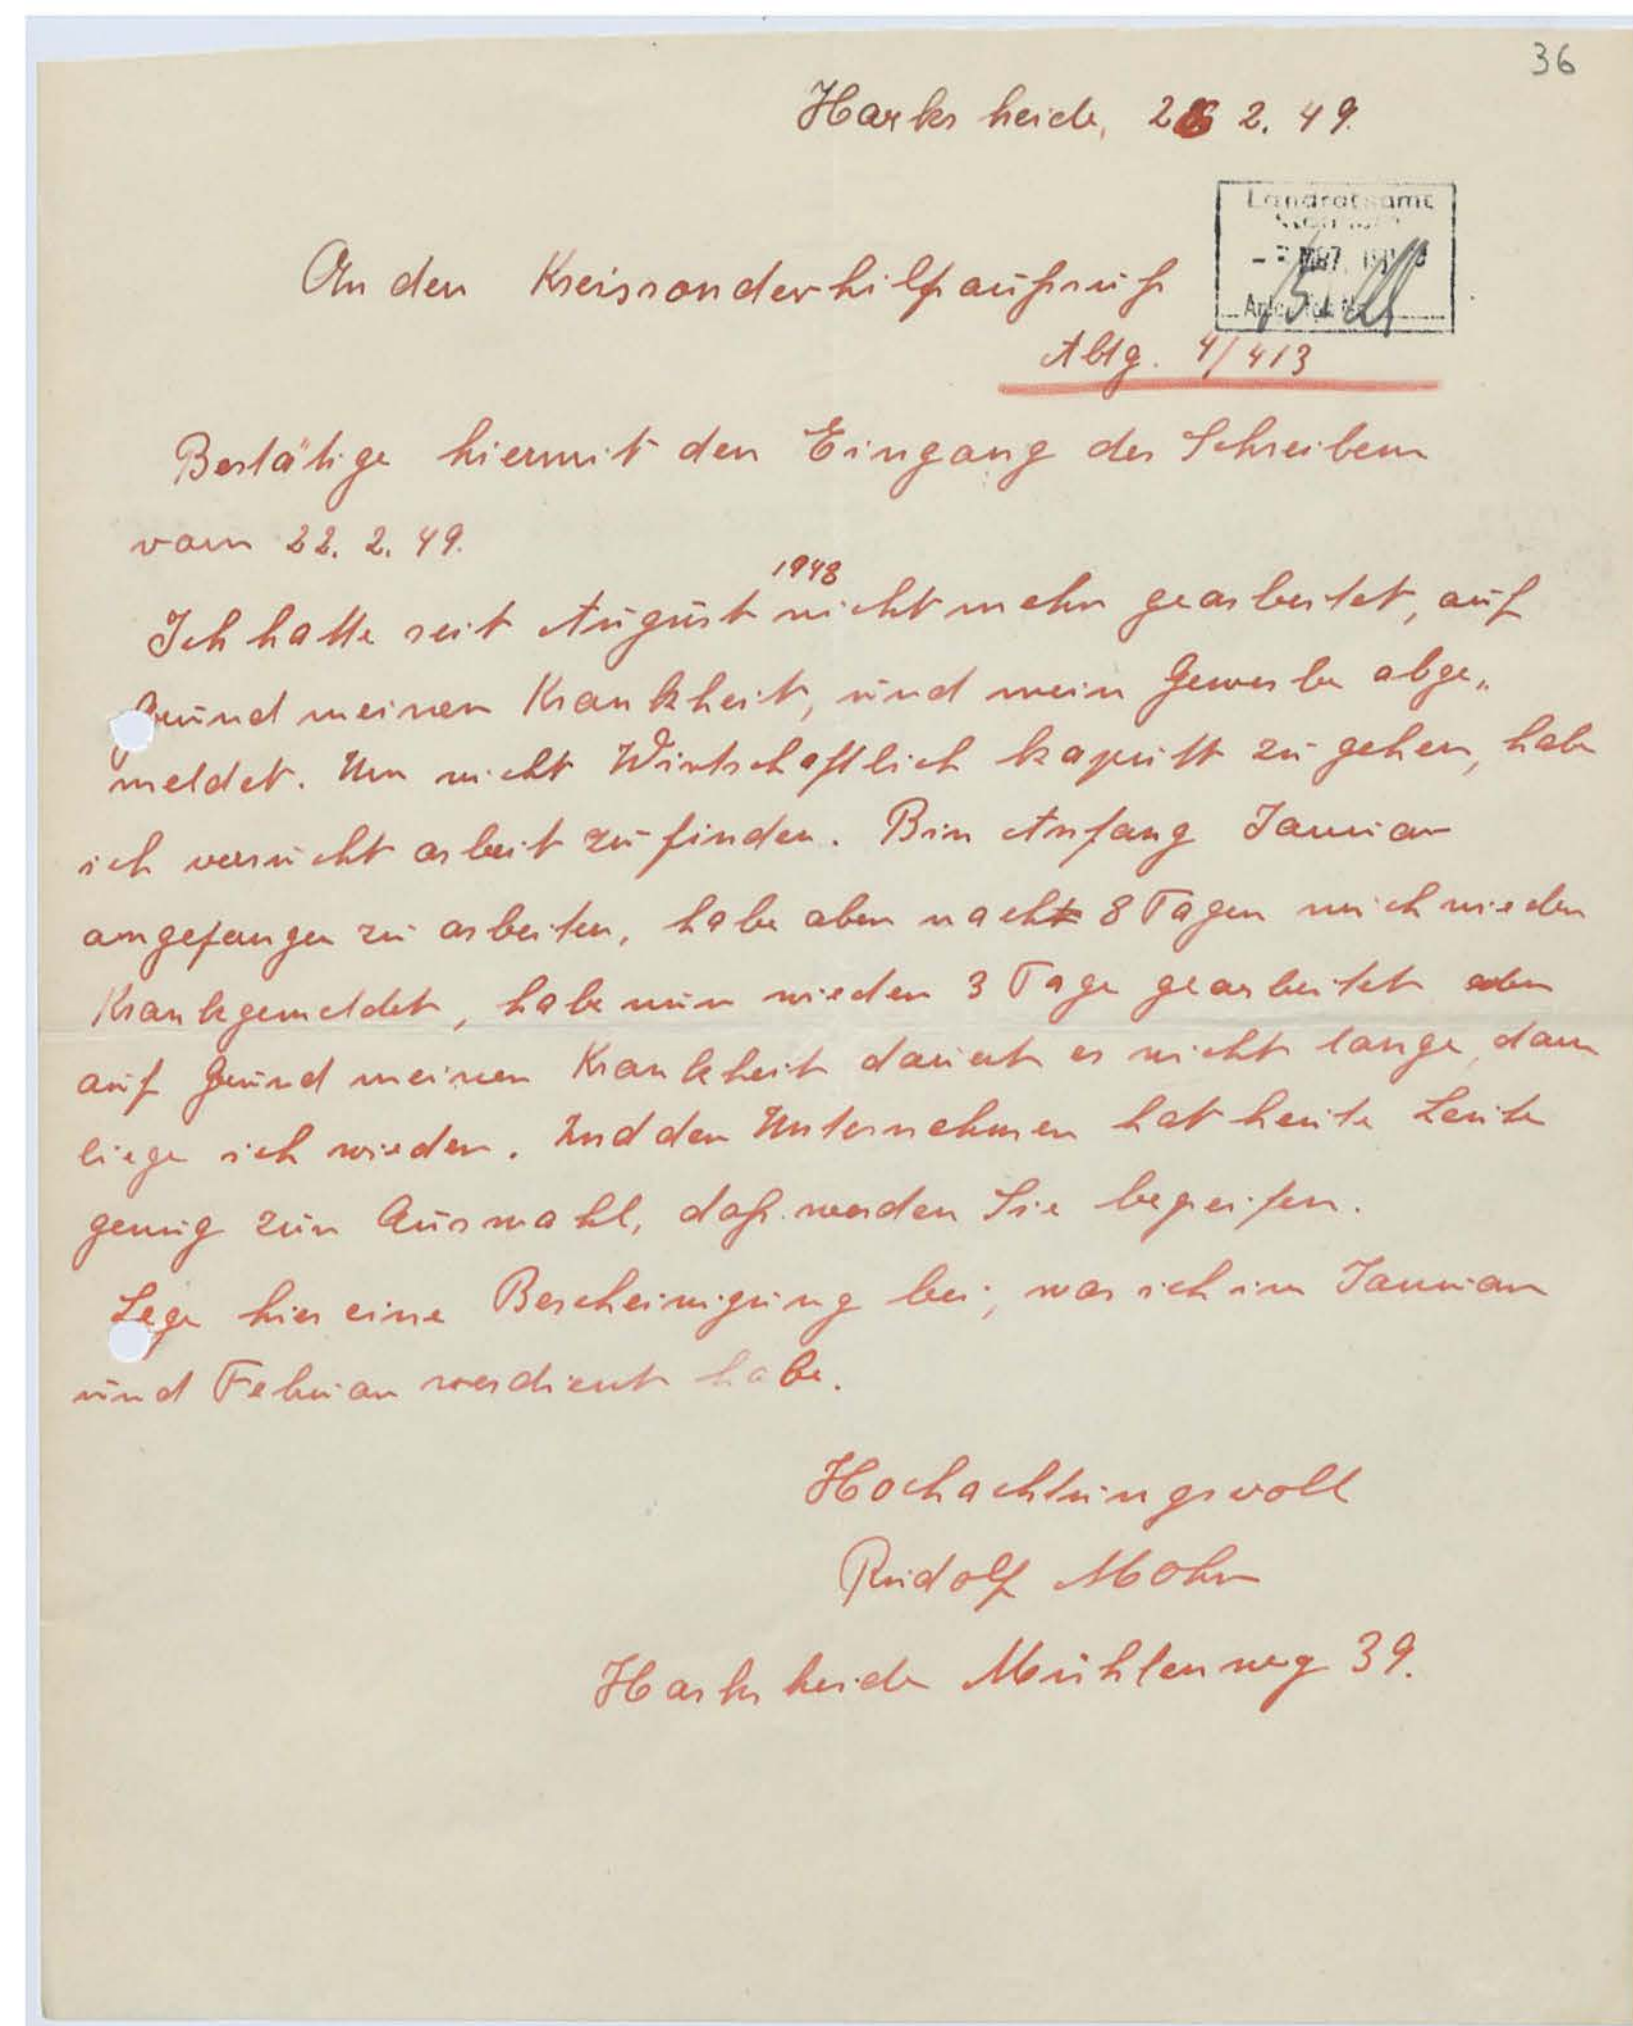 36
Harksheide, 2 2. 49.
Landratsamt
An den Kreissonderhilfaufsruf
Abtg. 4/413
Bestätige hiermit den Eingang des Schreibens
vom 22. 2. 49.
1948
Ich hatte seit August nicht mehr gearbeitet, auf
Grund meiner Krankheit, und mein Gewerbe abge„
meldet. Um nicht Wirtschaftlich kaputt zu gehen, habe
ich versucht arbeit zu finden. Bin Anfang Januar
angefangen zu arbeiten, habe aber nach 8 Tagen mich wieder
Krankgemeldet, habe nun wieder 3 Tage gearbeitet aber
auf Grund meiner Krankheit dauert es nicht lange, dann
liege ich wieder. Und der Unternehmer hat heute Leute
genug zur Auswahl, daß werden Sie begreifen.
Lege hier eine Bescheinigung bei, was ich im Januar
und Februar verdient habe.
Hochachtungsvoll
Rudolf Mohr
Harksheide Mühlenweg 39.